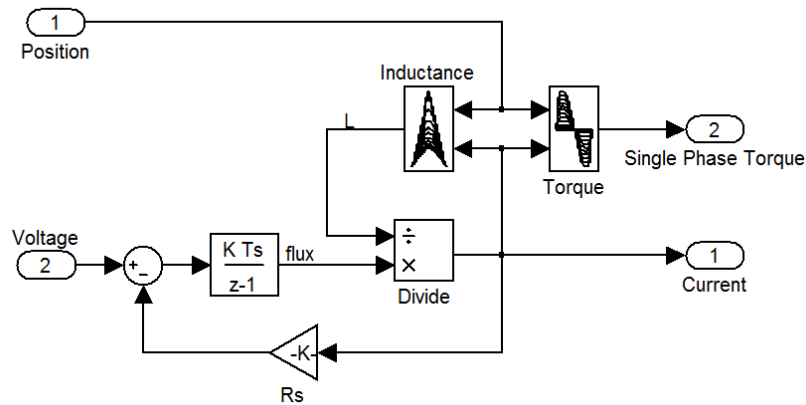 1
Position
Inductance
L
2
Single Phase Torque
Torque
Voltage
2
+
-
K Ts
z-1
flux
÷
×
Divide
1
Current
-K-
Rs